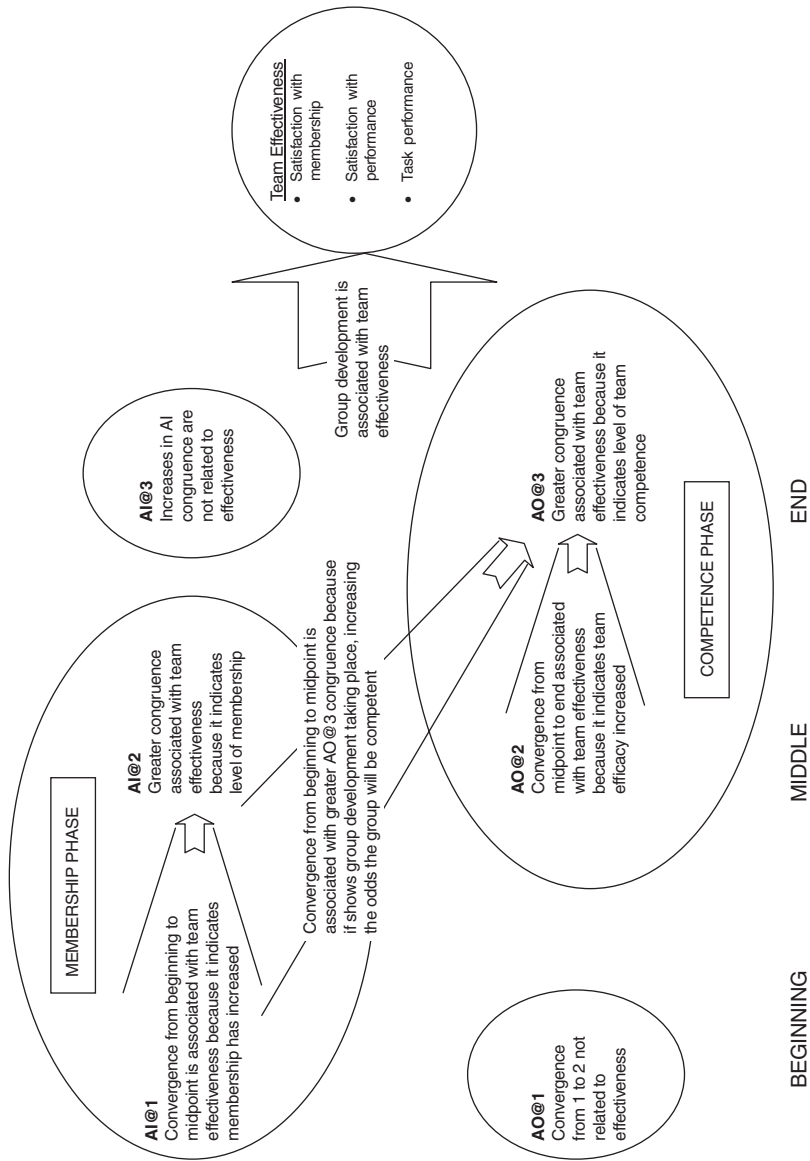 MEMBERSHIP PHASE
AI@1
Convergence from beginning to
midpoint is associated with team
effectiveness because it indicates
membership has increased
AI@2
Greater congruence
associated with team
effectiveness
because it indicates
level of membership
AI@3
Increases in AI
congruence are
not related to
effectiveness
Convergence from beginning to midpoint is
associated with greater AO@3 congruence because
if shows group development taking place, increasing
the odds the group will be competent
Group development is
associated with team
effectiveness
Team Effectiveness
• Satisfaction with
membership
• Satisfaction with
performance
• Task performance
AO@1
Convergence
from 1 to 2 not
related to
effectiveness
AO@2
Convergence from
midpoint to end associated
with team effectiveness
because it indicates team
efficacy increased
AO@3
Greater congruence
associated with team
effectiveness because it
indicates level of team
competence
COMPETENCE PHASE
BEGINNING
MIDDLE
END